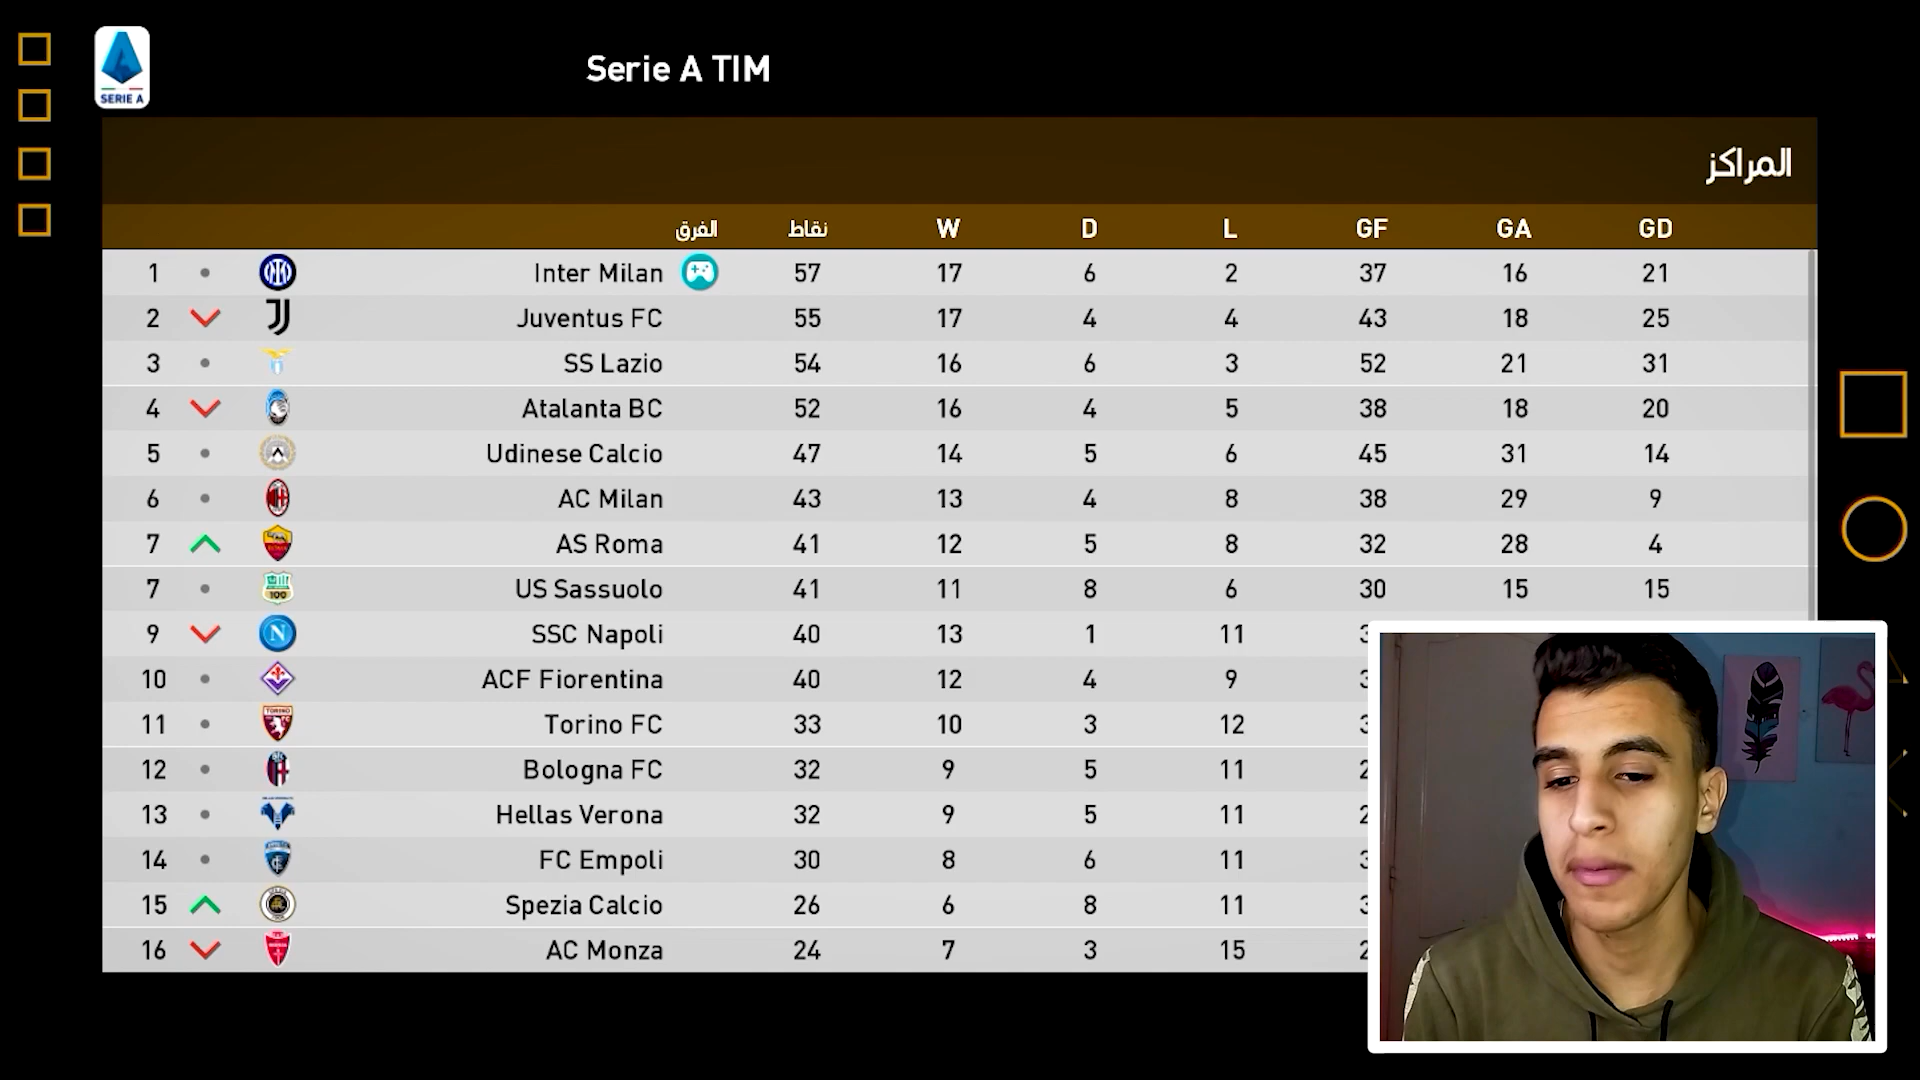 SERIE A
Serie A TIM
المراكز
الفرق نقاط W D L GF GA GD
1 Inter Milan 57 17 6 2 37 16 21
2 Juventus FC 55 17 4 4 43 18 25
3 SS Lazio 54 16 6 3 52 21 31
4 Atalanta BC 52 16 4 5 38 18 20
5 Udinese Calcio 47 14 5 6 45 31 14
6 AC Milan 43 13 4 8 38 29 9
7 AS Roma 41 12 5 8 32 28 4
7 US Sassuolo 41 11 8 6 30 15 15
9 SSC Napoli 40 13 1 11
10 ACF Fiorentina 40 12 4 9
11 Torino FC 33 10 3 12
12 Bologna FC 32 9 5 11
13 Hellas Verona 32 9 5 11
14 FC Empoli 30 8 6 11
15 Spezia Calcio 26 6 8 11
16 AC Monza 24 7 3 15